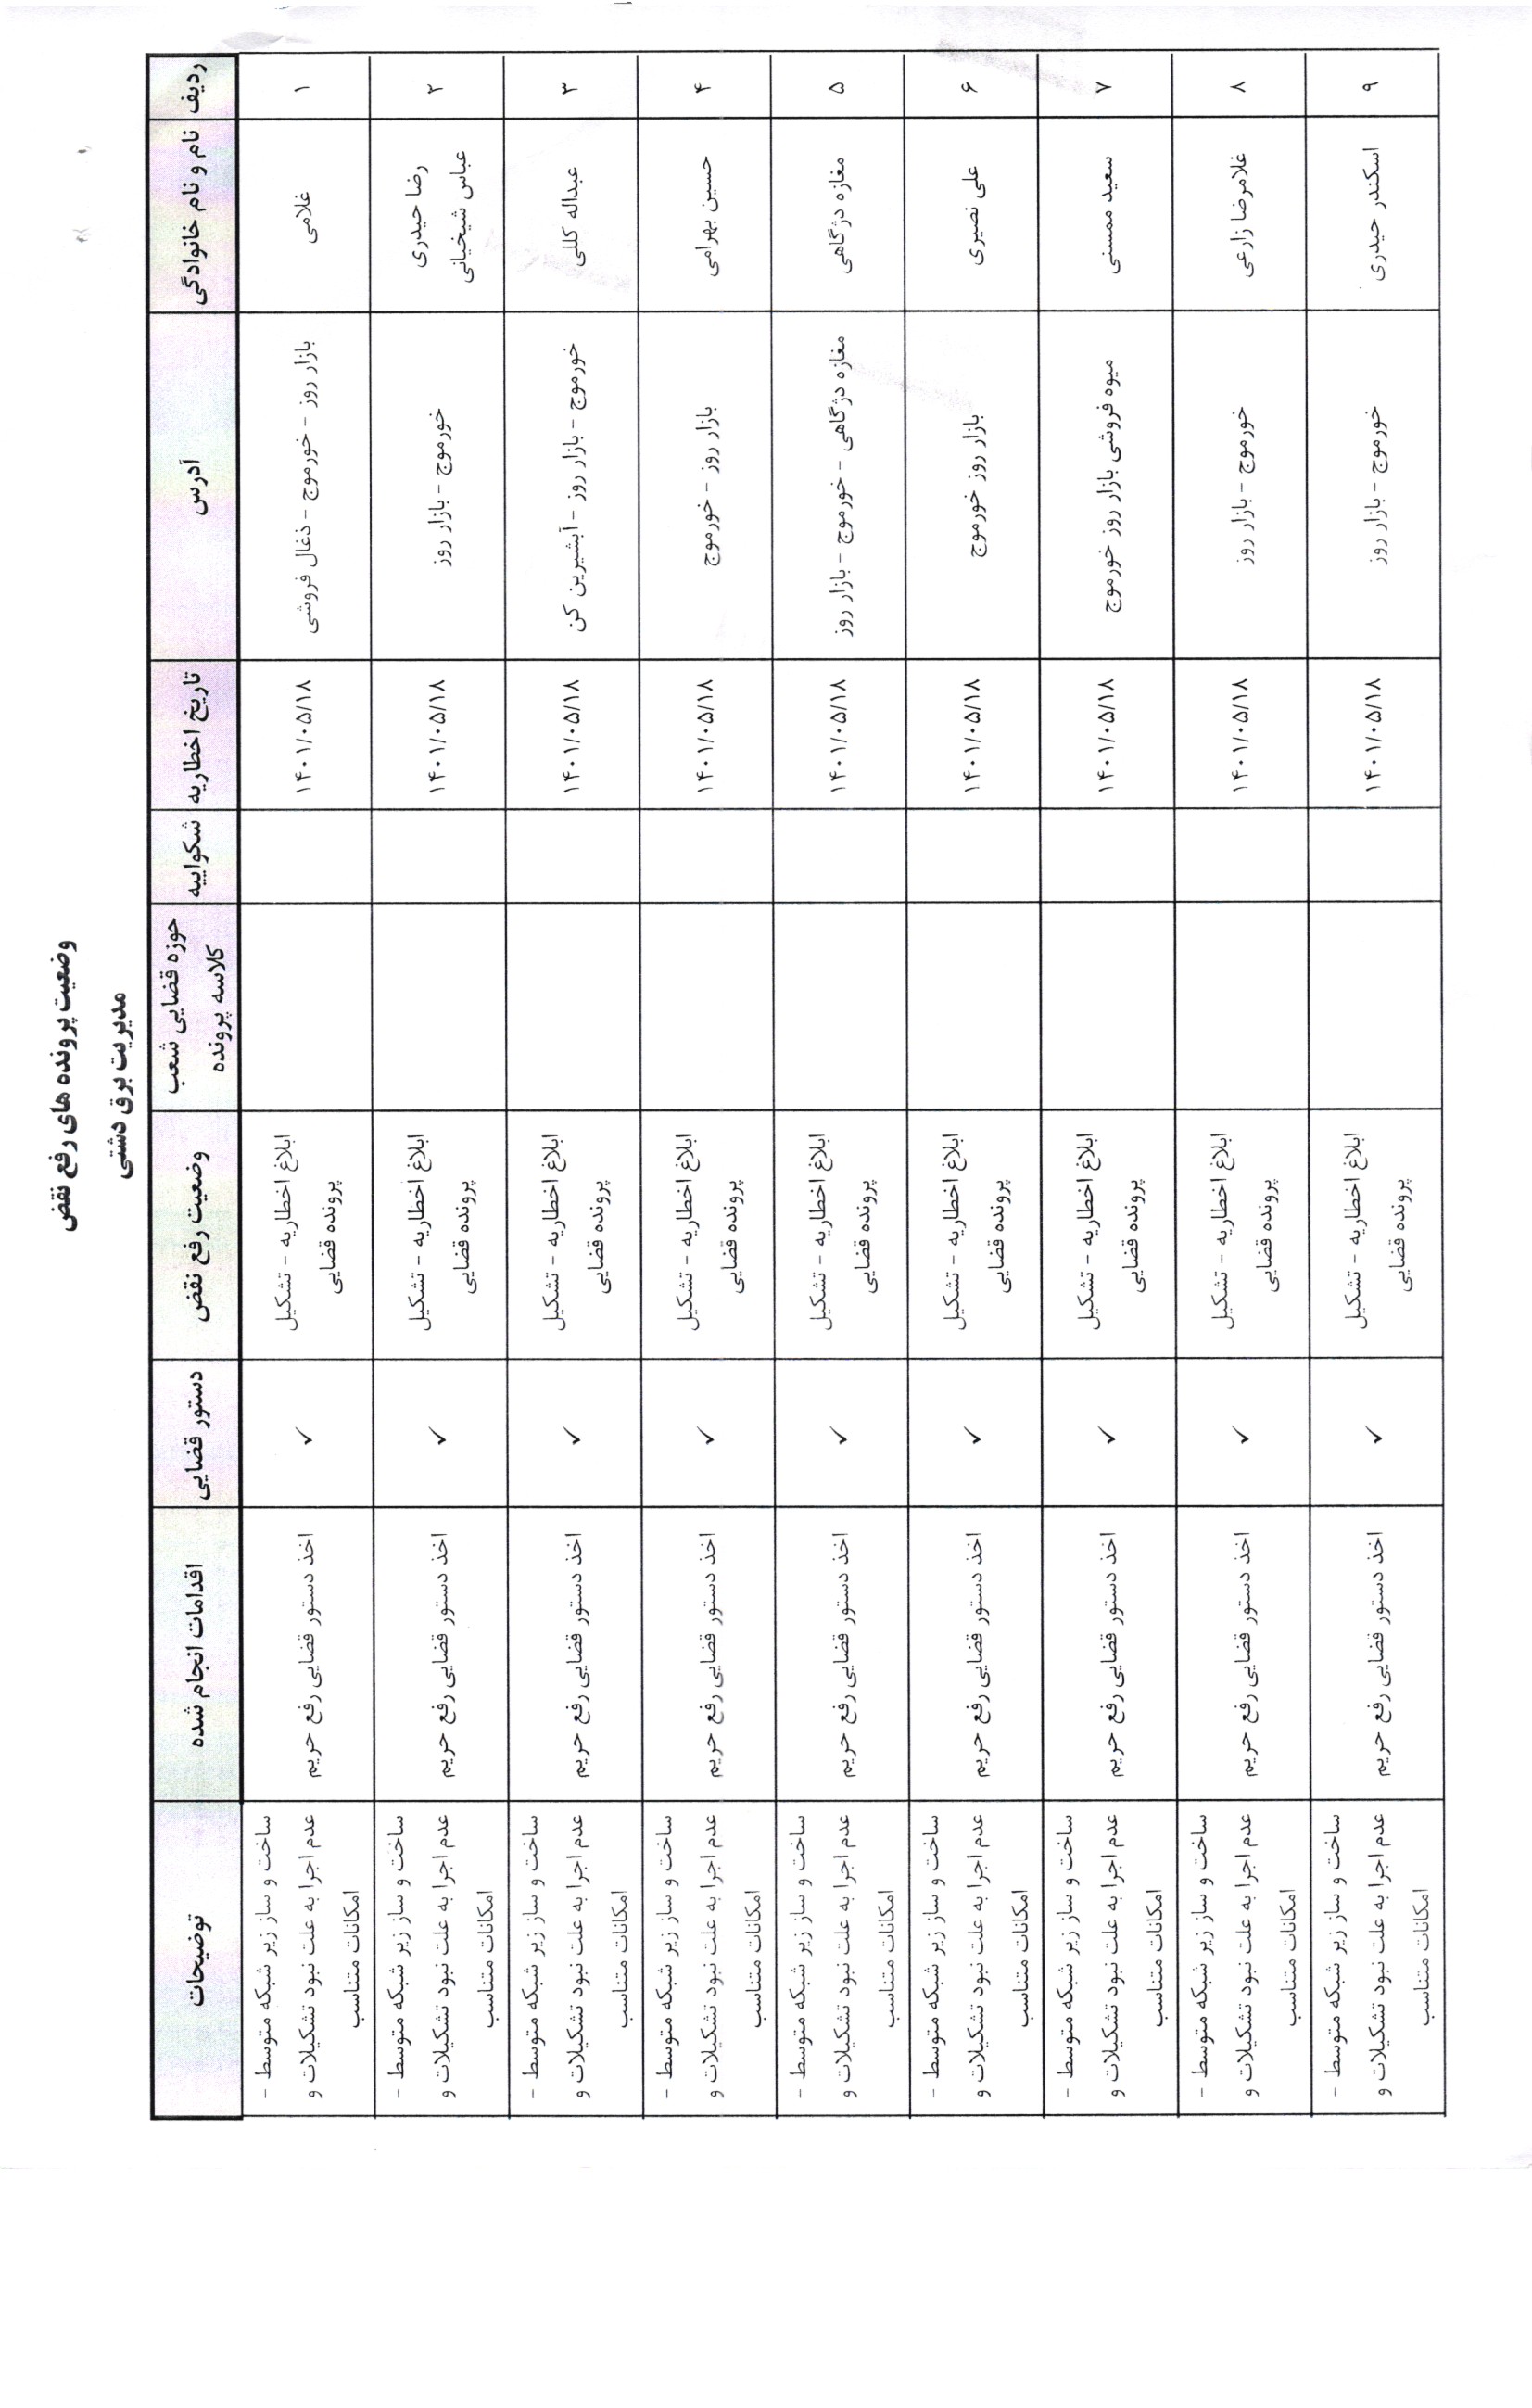 وضعیت پرونده های رفع نقض
مدیریت برق دشتی
ردیف | نام و نام خانوادگی | آدرس | تاریخ اخطاریه | شکواییه | حوزه قضایی شعب کلاسه پرونده | وضعیت رفع نقض | دستور قضایی | اقدامات انجام شده | توضیحات
۱ | غلامی | بازار روز - خورموج - ذغال فروشی | ۱۴۰۱/۰۵/۱۸ | | | ابلاغ اخطاریه - تشکیل پرونده قضایی | ✓ | اخذ دستور قضایی رفع حریم | ساخت و ساز زیر شبکه متوسط - عدم اجرا به علت نبود تشکیلات و امکانات متناسب
۲ | رضا حیدری عباس شیخیانی | خورموج - بازار روز | ۱۴۰۱/۰۵/۱۸ | | | ابلاغ اخطاریه - تشکیل پرونده قضایی | ✓ | اخذ دستور قضایی رفع حریم | ساخت و ساز زیر شبکه متوسط - عدم اجرا به علت نبود تشکیلات و امکانات متناسب
۳ | عبداله کللی | خورموج - بازار روز - آبشیرین کن | ۱۴۰۱/۰۵/۱۸ | | | ابلاغ اخطاریه - تشکیل پرونده قضایی | ✓ | اخذ دستور قضایی رفع حریم | ساخت و ساز زیر شبکه متوسط - عدم اجرا به علت نبود تشکیلات و امکانات متناسب
۴ | حسین بهرامی | بازار روز - خورموج | ۱۴۰۱/۰۵/۱۸ | | | ابلاغ اخطاریه - تشکیل پرونده قضایی | ✓ | اخذ دستور قضایی رفع حریم | ساخت و ساز زیر شبکه متوسط - عدم اجرا به علت نبود تشکیلات و امکانات متناسب
۵ | مغازه دژگاهی | مغازه دژگاهی - خورموج - بازار روز | ۱۴۰۱/۰۵/۱۸ | | | ابلاغ اخطاریه - تشکیل پرونده قضایی | ✓ | اخذ دستور قضایی رفع حریم | ساخت و ساز زیر شبکه متوسط - عدم اجرا به علت نبود تشکیلات و امکانات متناسب
۶ | علی نصیری | بازار روز خورموج | ۱۴۰۱/۰۵/۱۸ | | | ابلاغ اخطاریه - تشکیل پرونده قضایی | ✓ | اخذ دستور قضایی رفع حریم | ساخت و ساز زیر شبکه متوسط - عدم اجرا به علت نبود تشکیلات و امکانات متناسب
۷ | سعید ممسنی | میوه فروشی بازار روز خورموج | ۱۴۰۱/۰۵/۱۸ | | | ابلاغ اخطاریه - تشکیل پرونده قضایی | ✓ | اخذ دستور قضایی رفع حریم | ساخت و ساز زیر شبکه متوسط - عدم اجرا به علت نبود تشکیلات و امکانات متناسب
۸ | غلامرضا زارعی | خورموج - بازار روز | ۱۴۰۱/۰۵/۱۸ | | | ابلاغ اخطاریه - تشکیل پرونده قضایی | ✓ | اخذ دستور قضایی رفع حریم | ساخت و ساز زیر شبکه متوسط - عدم اجرا به علت نبود تشکیلات و امکانات متناسب
۹ | اسکندر حیدری | خورموج - بازار روز | ۱۴۰۱/۰۵/۱۸ | | | ابلاغ اخطاریه - تشکیل پرونده قضایی | ✓ | اخذ دستور قضایی رفع حریم | ساخت و ساز زیر شبکه متوسط - عدم اجرا به علت نبود تشکیلات و امکانات متناسب